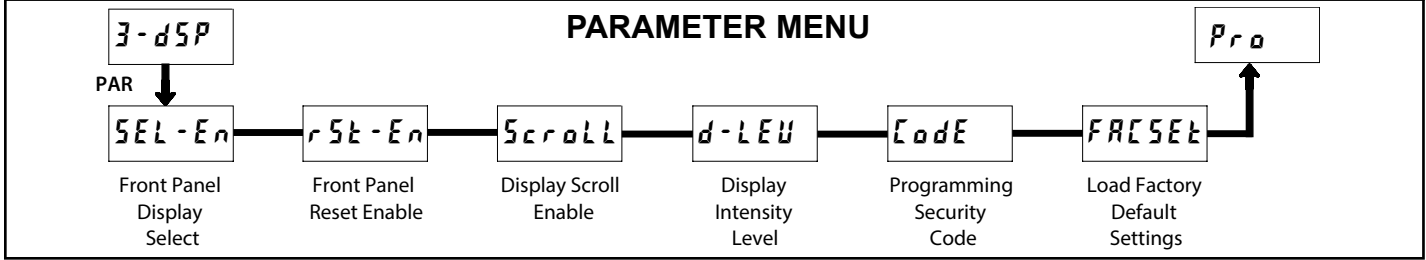 PARAMETER MENU
3-dSP
Pro
PAR
SEL-En
rSt-En
ScroLL
d-LEV
CodE
FACSEt
Front Panel
Display
Select
Front Panel
Reset Enable
Display Scroll
Enable
Display
Intensity
Level
Programming
Security
Code
Load Factory
Default
Settings